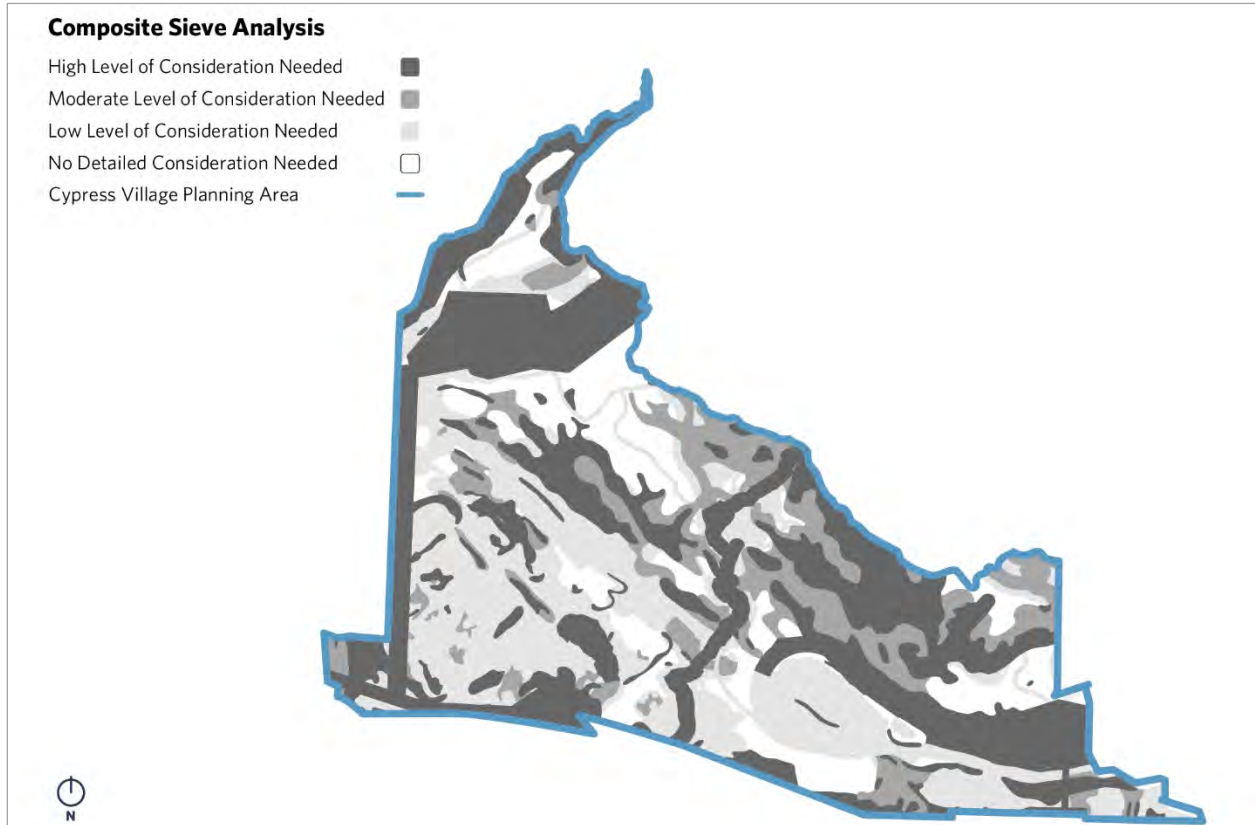 Composite Sieve Analysis
High Level of Consideration Needed
Moderate Level of Consideration Needed
Low Level of Consideration Needed
No Detailed Consideration Needed
Cypress Village Planning Area
N